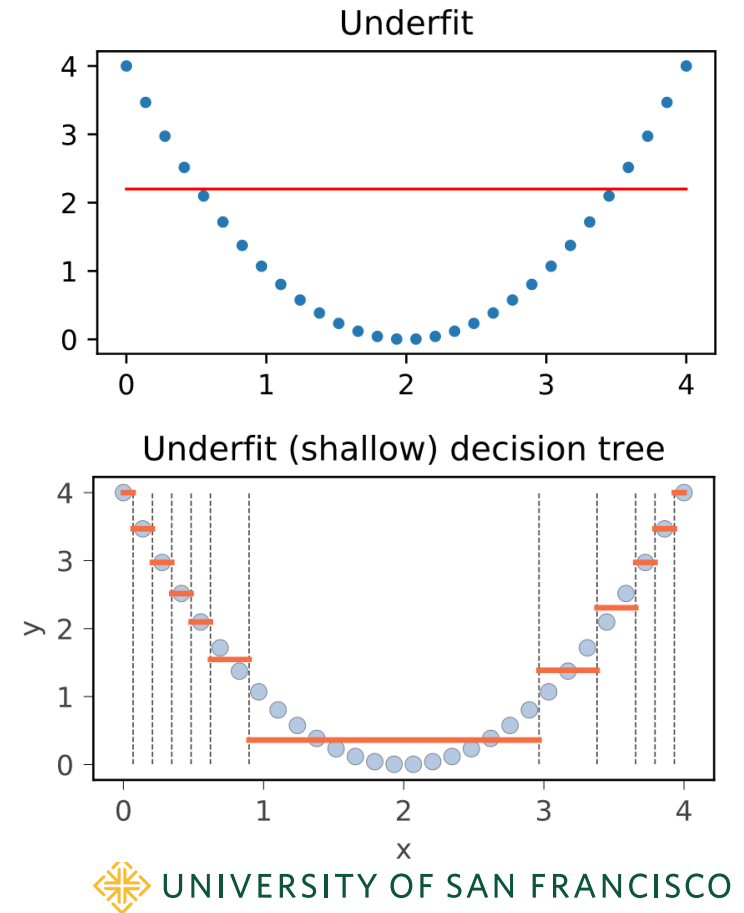 Underfit
4
3
2
1
0
0 1 2 3 4
Underfit (shallow) decision tree
4
3
y
2
1
0
0 1 2 3 4
x
UNIVERSITY OF SAN FRANCISCO